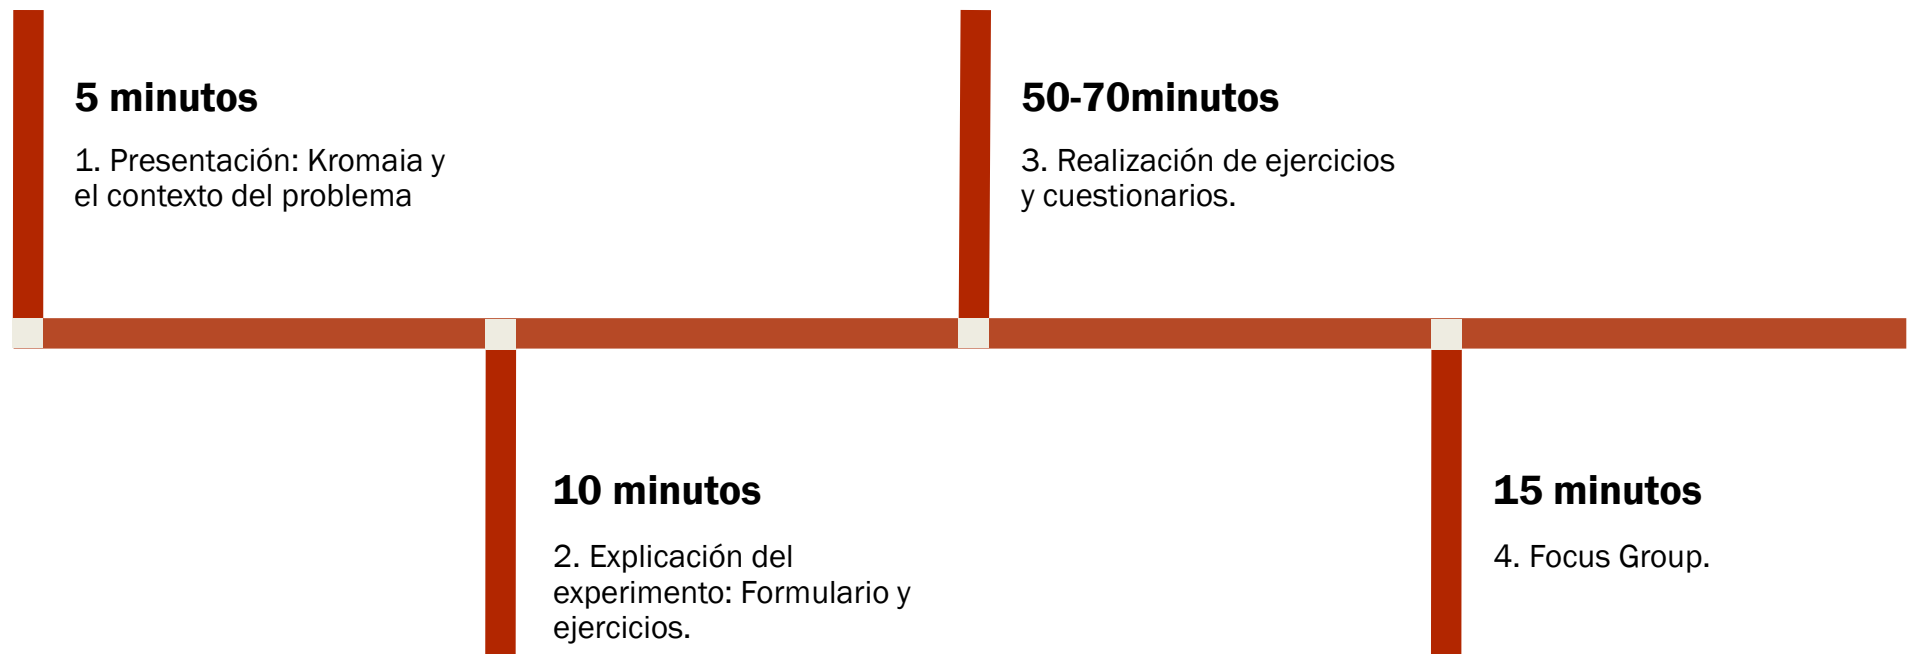 5 minutos
1. Presentación: Kromaia y
el contexto del problema
10 minutos
2. Explicación del
experimento: Formulario y
ejercicios.
50-70minutos
3. Realización de ejercicios
y cuestionarios.
15 minutos
4. Focus Group.